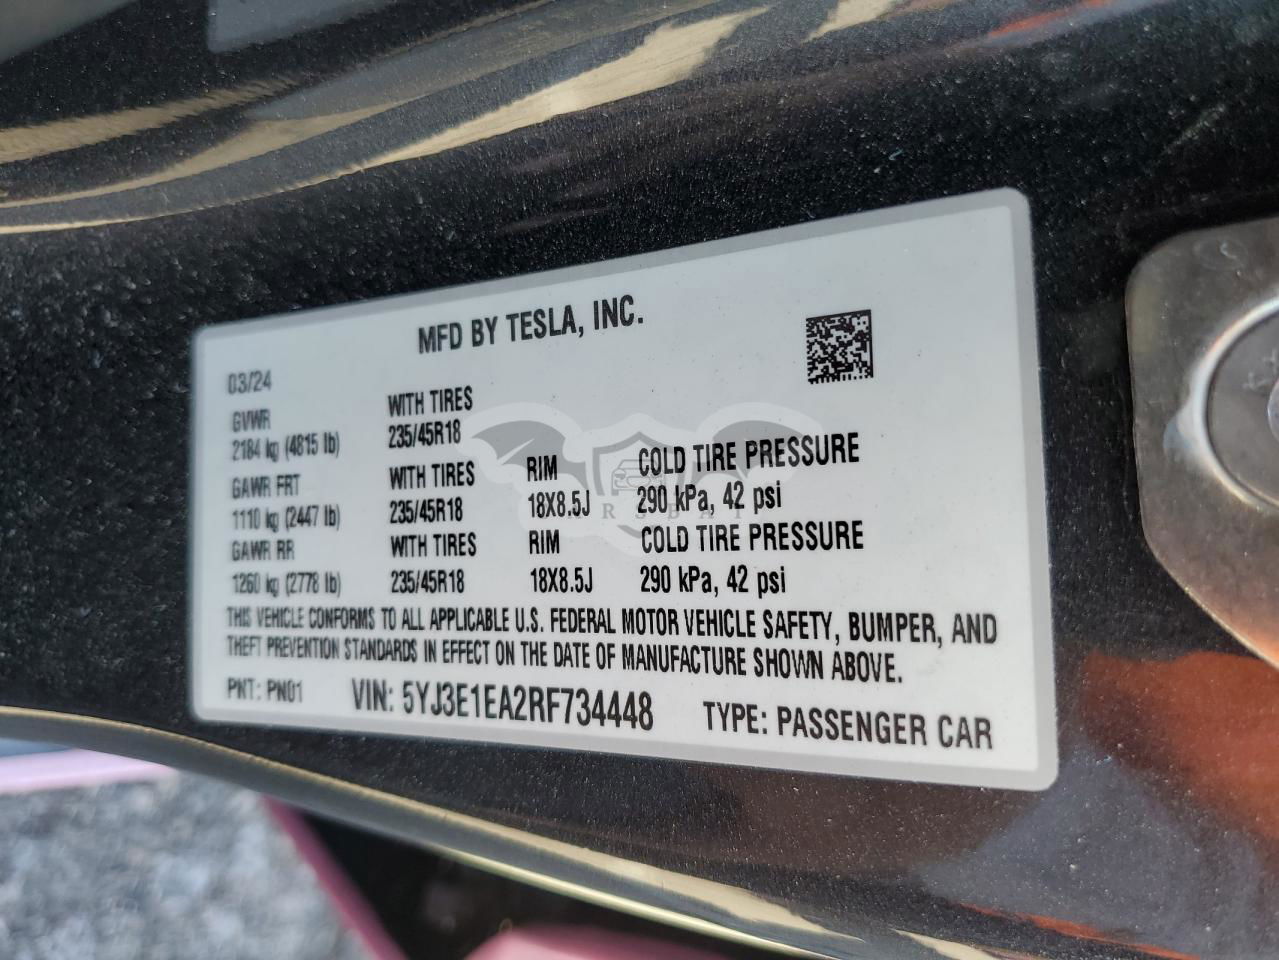 MFD BY TESLA, INC.
03/24
GVWR WITH TIRES
2184 kg (4815 lb) 235/45R18
GAWR FRT WITH TIRES RIM COLD TIRE PRESSURE
1110 kg (2447 lb) 235/45R18 18X8.5J 290 kPa, 42 psi
GAWR RR WITH TIRES RIM COLD TIRE PRESSURE
1260 kg (2778 lb) 235/45R18 18X8.5J 290 kPa, 42 psi
THIS VEHICLE CONFORMS TO ALL APPLICABLE U.S. FEDERAL MOTOR VEHICLE SAFETY, BUMPER, AND
THEFT PREVENTION STANDARDS IN EFFECT ON THE DATE OF MANUFACTURE SHOWN ABOVE.
PNT: PN01 VIN: 5YJ3E1EA2RF734448 TYPE: PASSENGER CAR